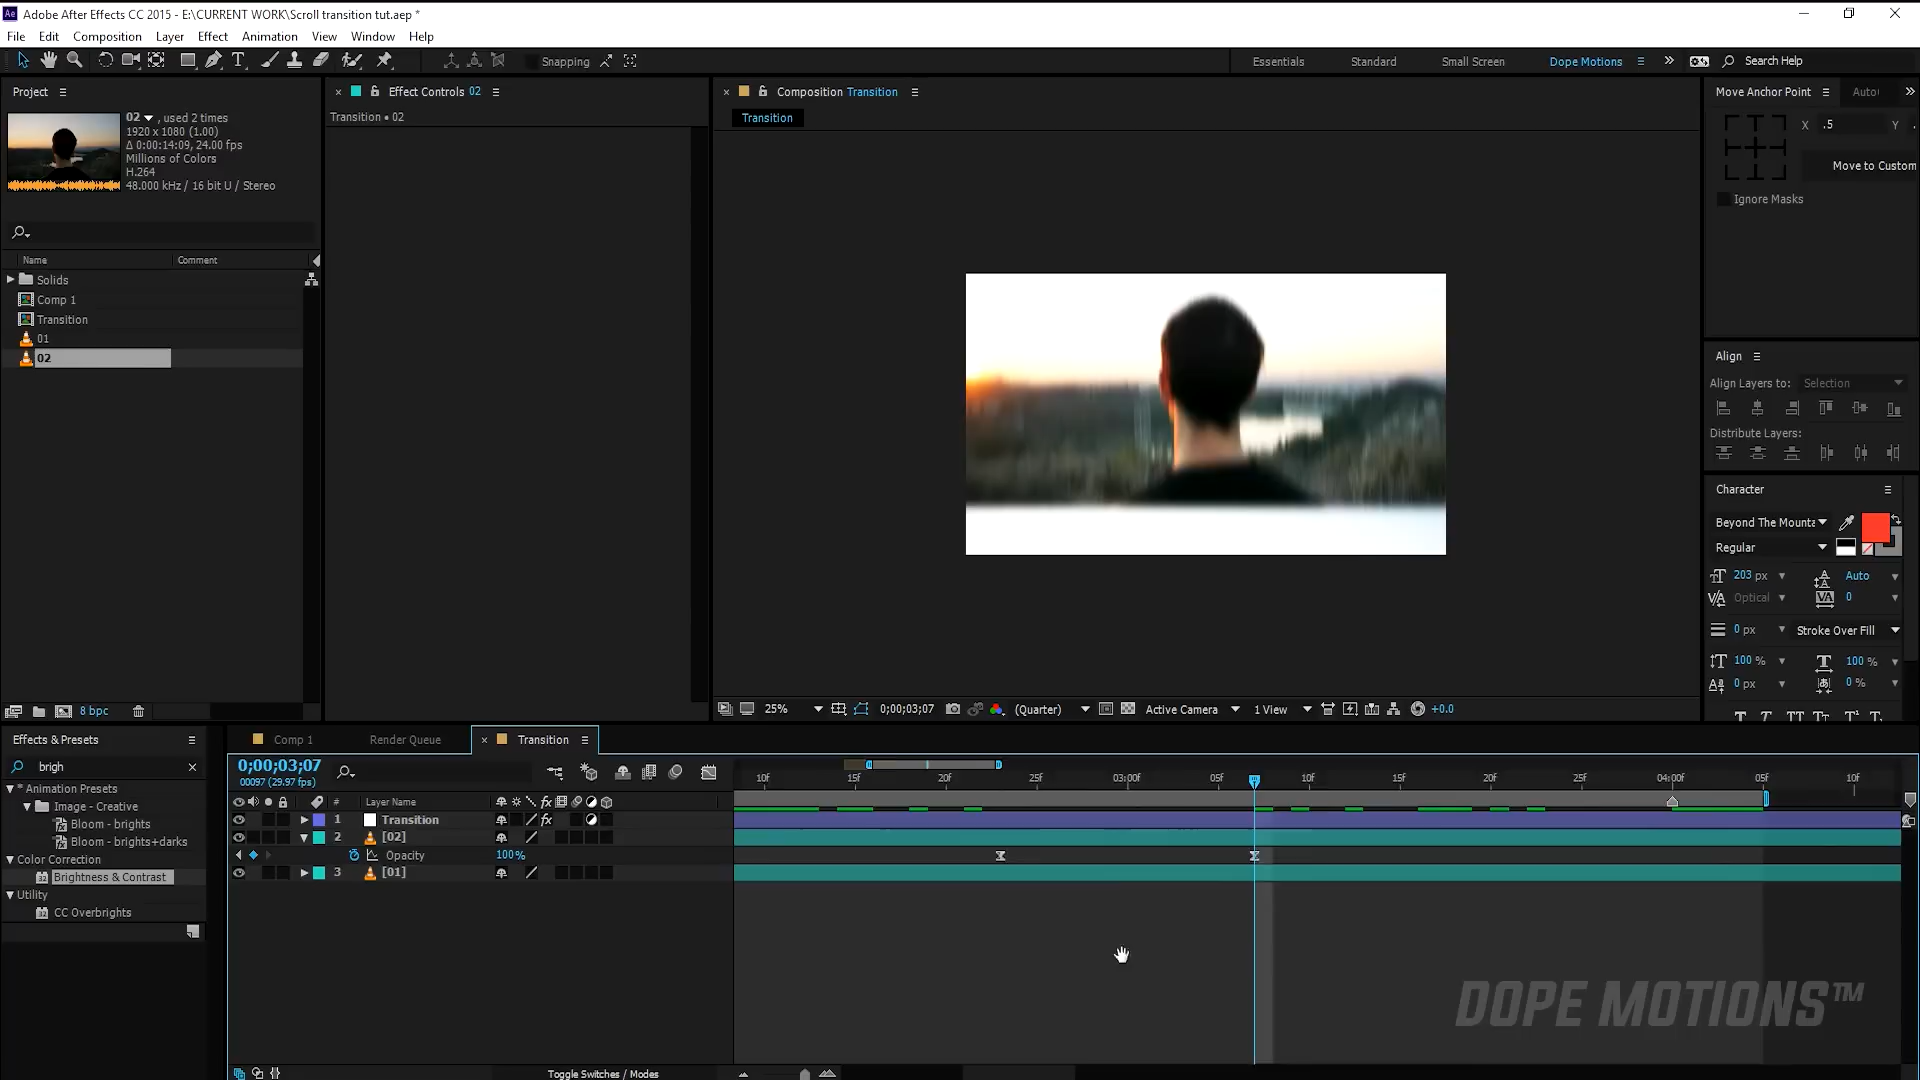 Ae Adobe After Effects CC 2015 - E:\CURRENT WORK\Scroll transition tut.aep *
File Edit Composition Layer Effect Animation View Window Help
Snapping
Essentials Standard Small Screen Dope Motions Search Help
Project
02 , used 2 times
1920 x 1080 (1.00)
Δ 0:00:14:09, 24.00 fps
Millions of Colors
H.264
48.000 kHz / 16 bit U / Stereo
Name Comment
Solids
Comp 1
Transition
01
02
8 bpc
Effect Controls 02
Transition • 02
Composition Transition
Transition
25% 0;00;03;07 (Quarter) Active Camera 1 View +0.0
Move Anchor Point Auto
X .5 Y
Move to Custom
Ignore Masks
Align
Align Layers to: Selection
Distribute Layers:
Character
Beyond The Mounta
Regular
203 px Auto
Optical 0
0 px Stroke Over Fill
100 % 100 %
0 px 0 %
Effects & Presets
brigh
* Animation Presets
Image - Creative
Bloom - brights
Bloom - brights+darks
Color Correction
Brightness & Contrast
Utility
CC Overbrights
Comp 1 Render Queue Transition
0;00;03;07
00097 (29.97 fps)
10f 15f 20f 25f 03:00f 05f 10f 15f 20f 25f 04:00f 05f 10f
# Layer Name
1 Transition
2 [02]
Opacity 100%
3 [01]
Toggle Switches / Modes
DOPE MOTIONS™